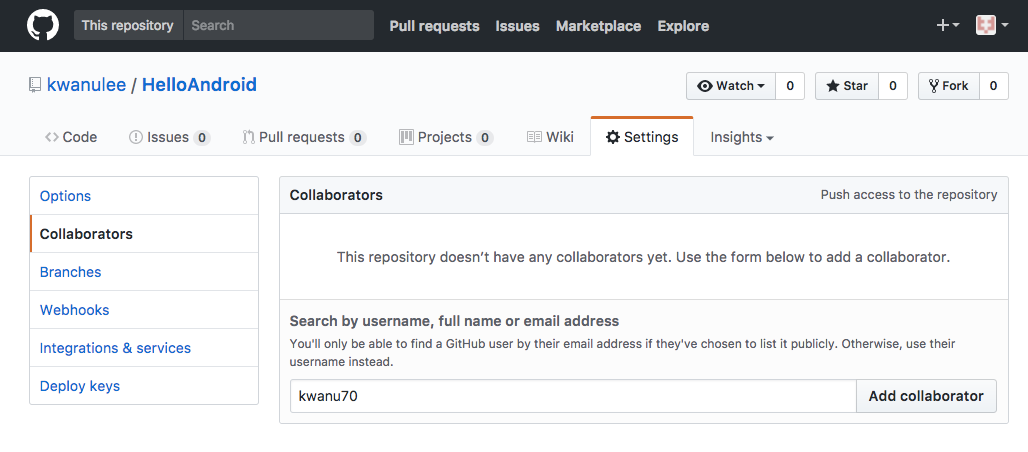 This repository Search Pull requests Issues Marketplace Explore
kwanulee / HelloAndroid Watch 0 Star 0 Fork 0
Code Issues 0 Pull requests 0 Projects 0 Wiki Settings Insights
Options
Collaborators
Branches
Webhooks
Integrations & services
Deploy keys
Collaborators Push access to the repository
This repository doesn’t have any collaborators yet. Use the form below to add a collaborator.
Search by username, full name or email address
You'll only be able to find a GitHub user by their email address if they've chosen to list it publicly. Otherwise, use their
username instead.
kwanu70 Add collaborator